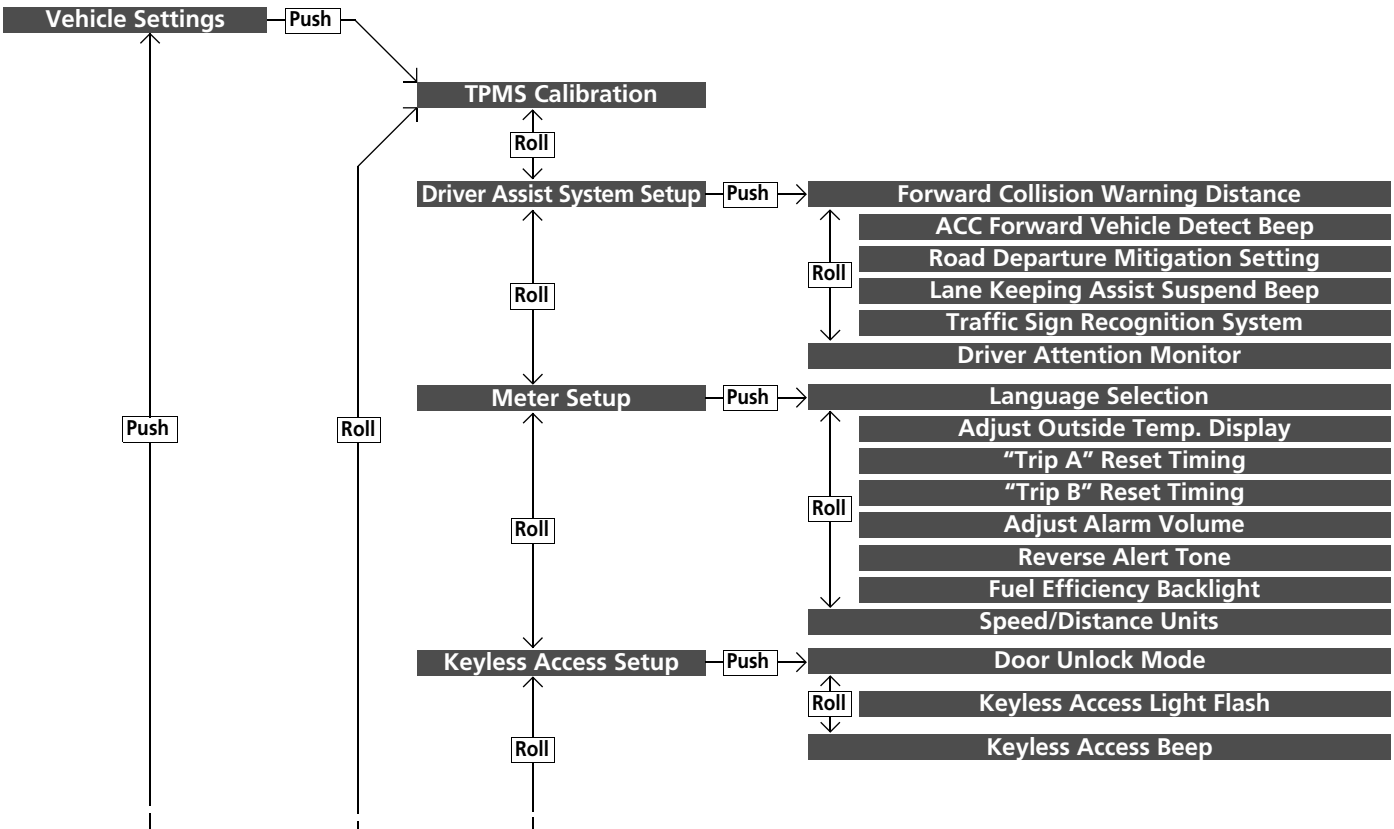 Vehicle Settings
Push
TPMS Calibration
Roll
Driver Assist System Setup
Push
Forward Collision Warning Distance
ACC Forward Vehicle Detect Beep
Road Departure Mitigation Setting
Roll
Lane Keeping Assist Suspend Beep
Traffic Sign Recognition System
Driver Attention Monitor
Roll
Meter Setup
Push
Language Selection
Adjust Outside Temp. Display
“Trip A” Reset Timing
“Trip B” Reset Timing
Roll
Adjust Alarm Volume
Reverse Alert Tone
Fuel Efficiency Backlight
Speed/Distance Units
Push
Roll
Roll
Keyless Access Setup
Push
Door Unlock Mode
Roll
Keyless Access Light Flash
Keyless Access Beep
Roll